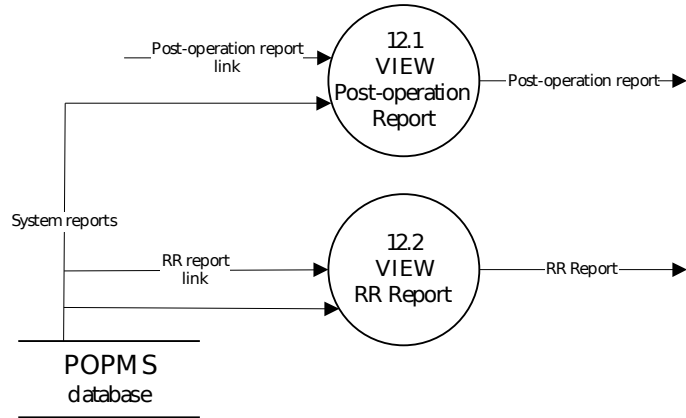 Post-operation report
link
12.1
VIEW
Post-operation
Report
Post-operation report
System reports
RR report
link
12.2
VIEW
RR Report
RR Report
POPMS
database